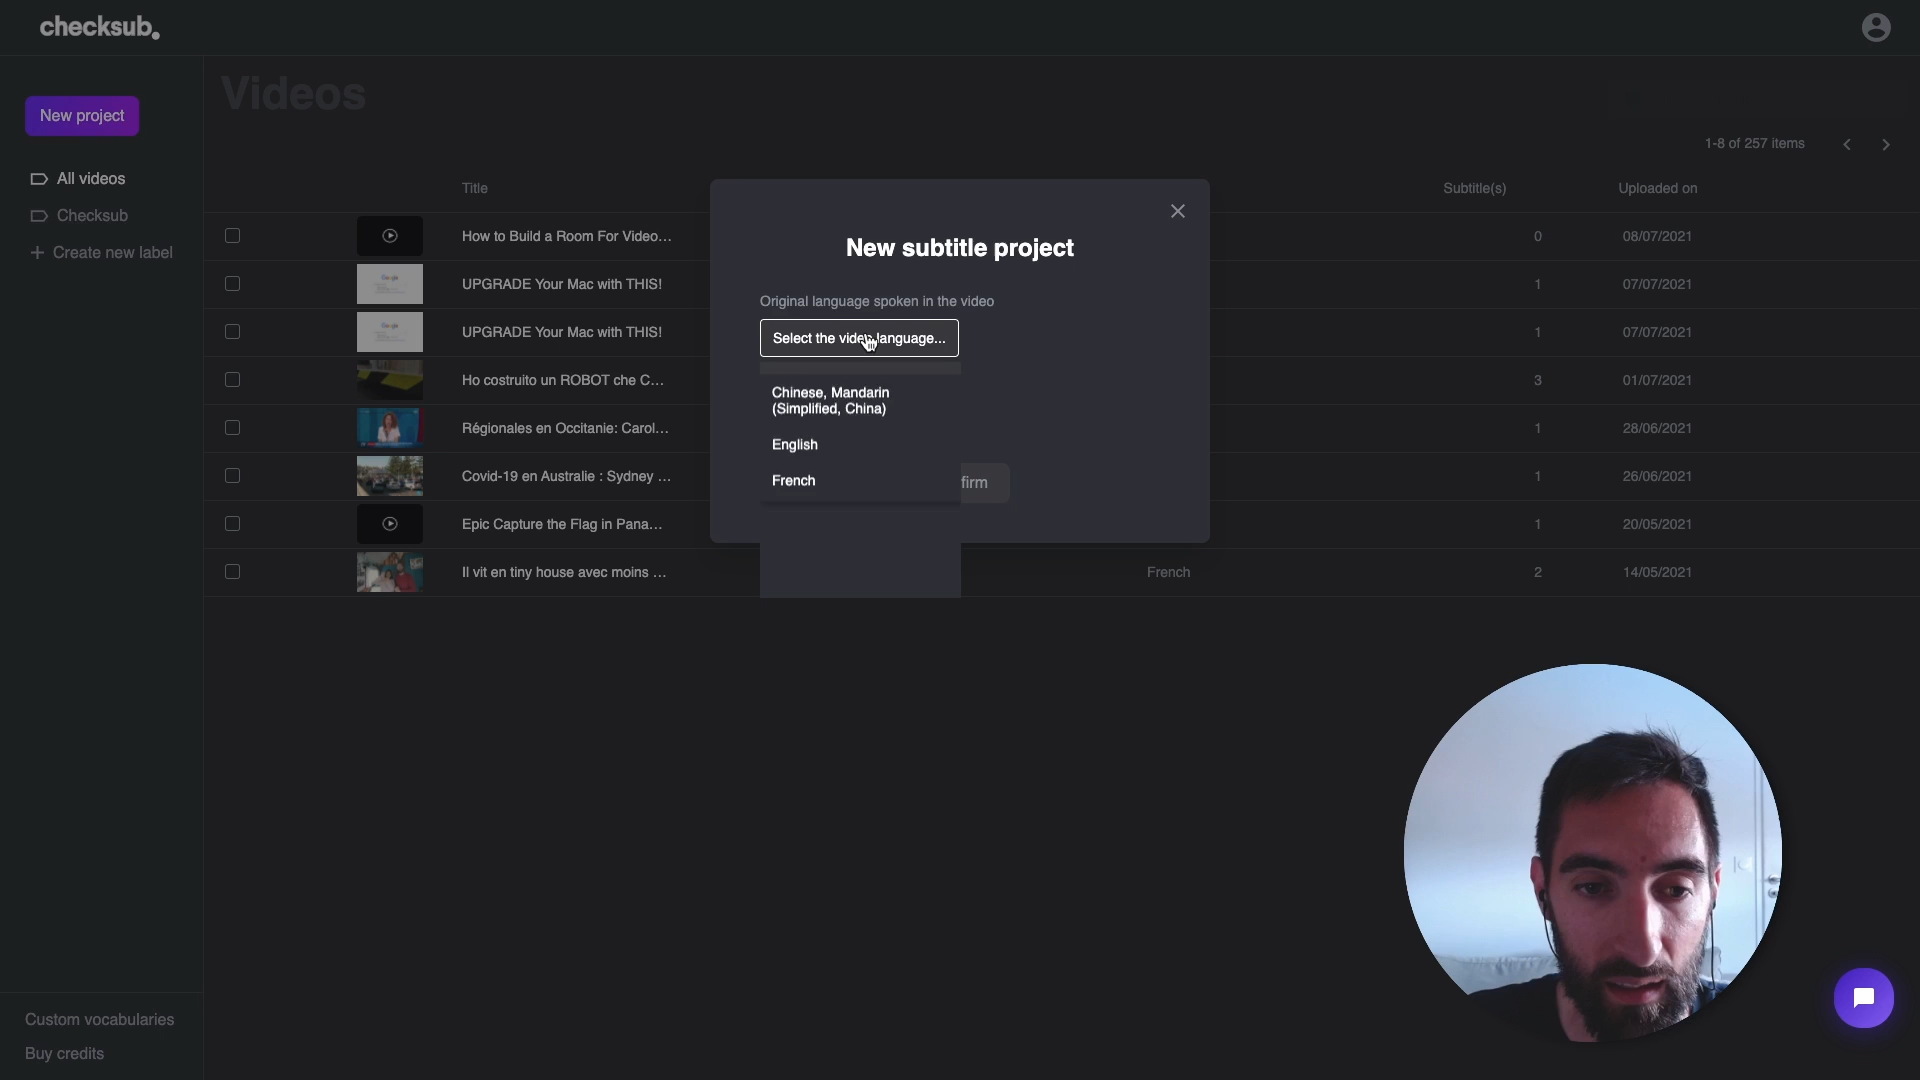 checksub.
Videos
New project
1-8 of 257 items
All videos
Title
Subtitle(s)
Uploaded on
Checksub
How to Build a Room For Video...
0
08/07/2021
Create new label
New subtitle project
UPGRADE Your Mac with THIS!
1
07/07/2021
Original language spoken in the video
UPGRADE Your Mac with THIS!
Select the video language...
1
07/07/2021
Ho costruito un ROBOT che C...
3
01/07/2021
Chinese, Mandarin
(Simplified, China)
Régionales en Occitanie: Carol...
1
28/06/2021
English
Covid-19 en Australie : Sydney ...
French
firm
1
26/06/2021
Epic Capture the Flag in Pana...
1
20/05/2021
Il vit en tiny house avec moins ...
French
2
14/05/2021
Custom vocabularies
Buy credits